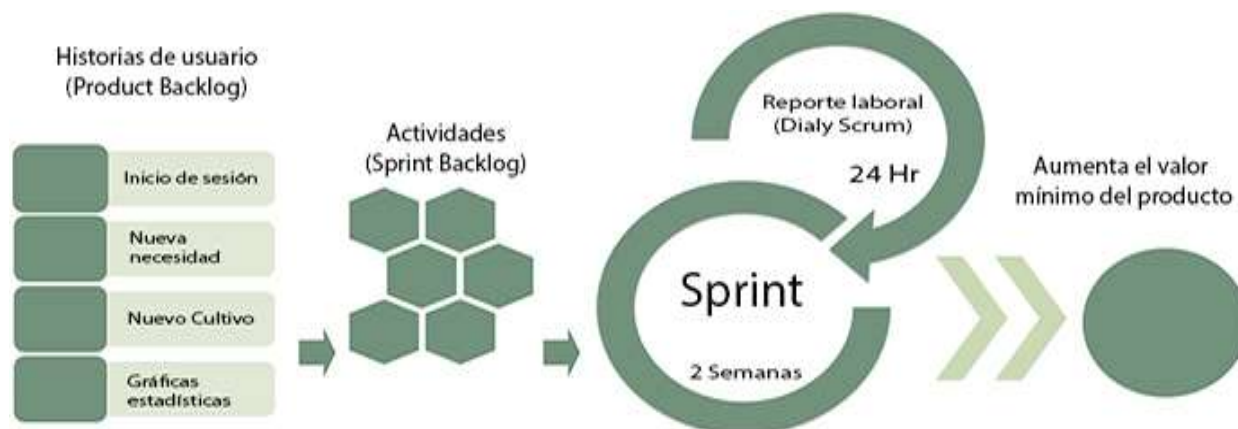 Historias de usuario
(Product Backlog)
Inicio de sesión
Nueva
necesidad
Nuevo Cultivo
Gráficas
estadísticas
Actividades
(Sprint Backlog)
Reporte laboral
(Dialy Scrum)
24 Hr
Sprint
2 Semanas
Aumenta el valor
mínimo del producto